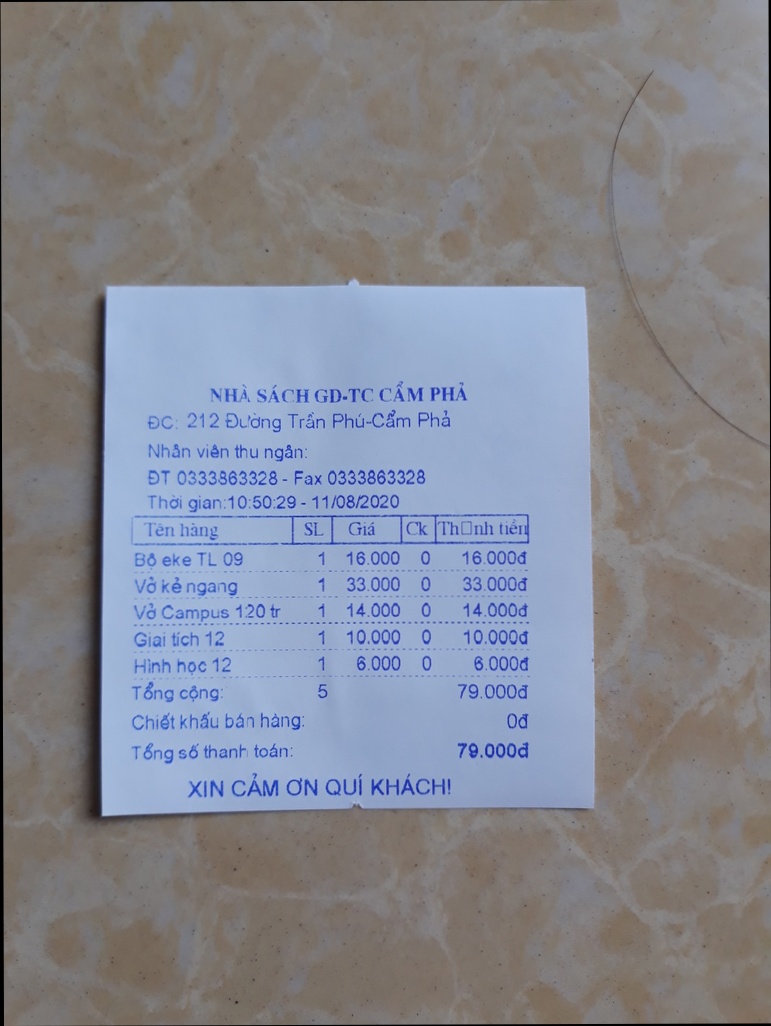 NHÀ SÁCH GD-TC CẨM PHẢ
ĐC: 212 Đường Trần Phú-Cẩm Phả
Nhân viên thu ngân:
ĐT 0333863328 - Fax 0333863328
Thời gian:10:50:29 - 11/08/2020
Tên hàng SL Giá Ck Th□nh tiền
Bộ eke TL 09 1 16.000 0 16.000đ
Vở kẻ ngang 1 33.000 0 33.000đ
Vở Campus 120 tr 1 14.000 0 14.000đ
Giai tích 12 1 10.000 0 10.000đ
Hình học 12 1 6.000 0 6.000đ
Tổng cộng: 5 79.000đ
Chiết khấu bán hàng: 0đ
Tổng số thanh toán: 79.000đ
XIN CẢM ƠN QUÍ KHÁCH!